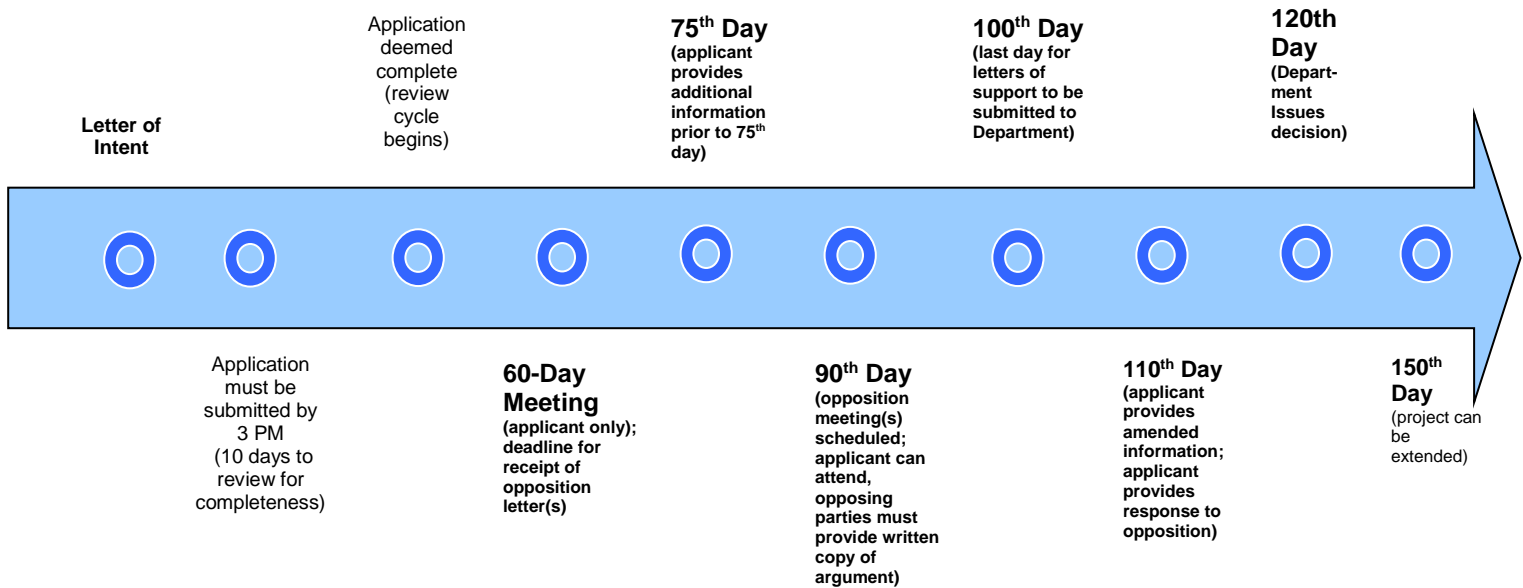 Letter of
Intent
Application
must be
submitted by
3 PM
(10 days to
review for
completeness)
Application
deemed
complete
(review
cycle
begins)
60-Day
Meeting
(applicant only);
deadline for
receipt of
opposition
letter(s)
75th Day
(applicant
provides
additional
information
prior to 75th
day)
90th Day
(opposition
meeting(s)
scheduled;
applicant can
attend,
opposing
parties must
provide written
copy of
argument)
100th Day
(last day for
letters of
support to be
submitted to
Department)
110th Day
(applicant
provides
amended
information;
applicant
provides
response to
opposition)
120th
Day
(Depart-
ment
Issues
decision)
150th
Day
(project can
be
extended)